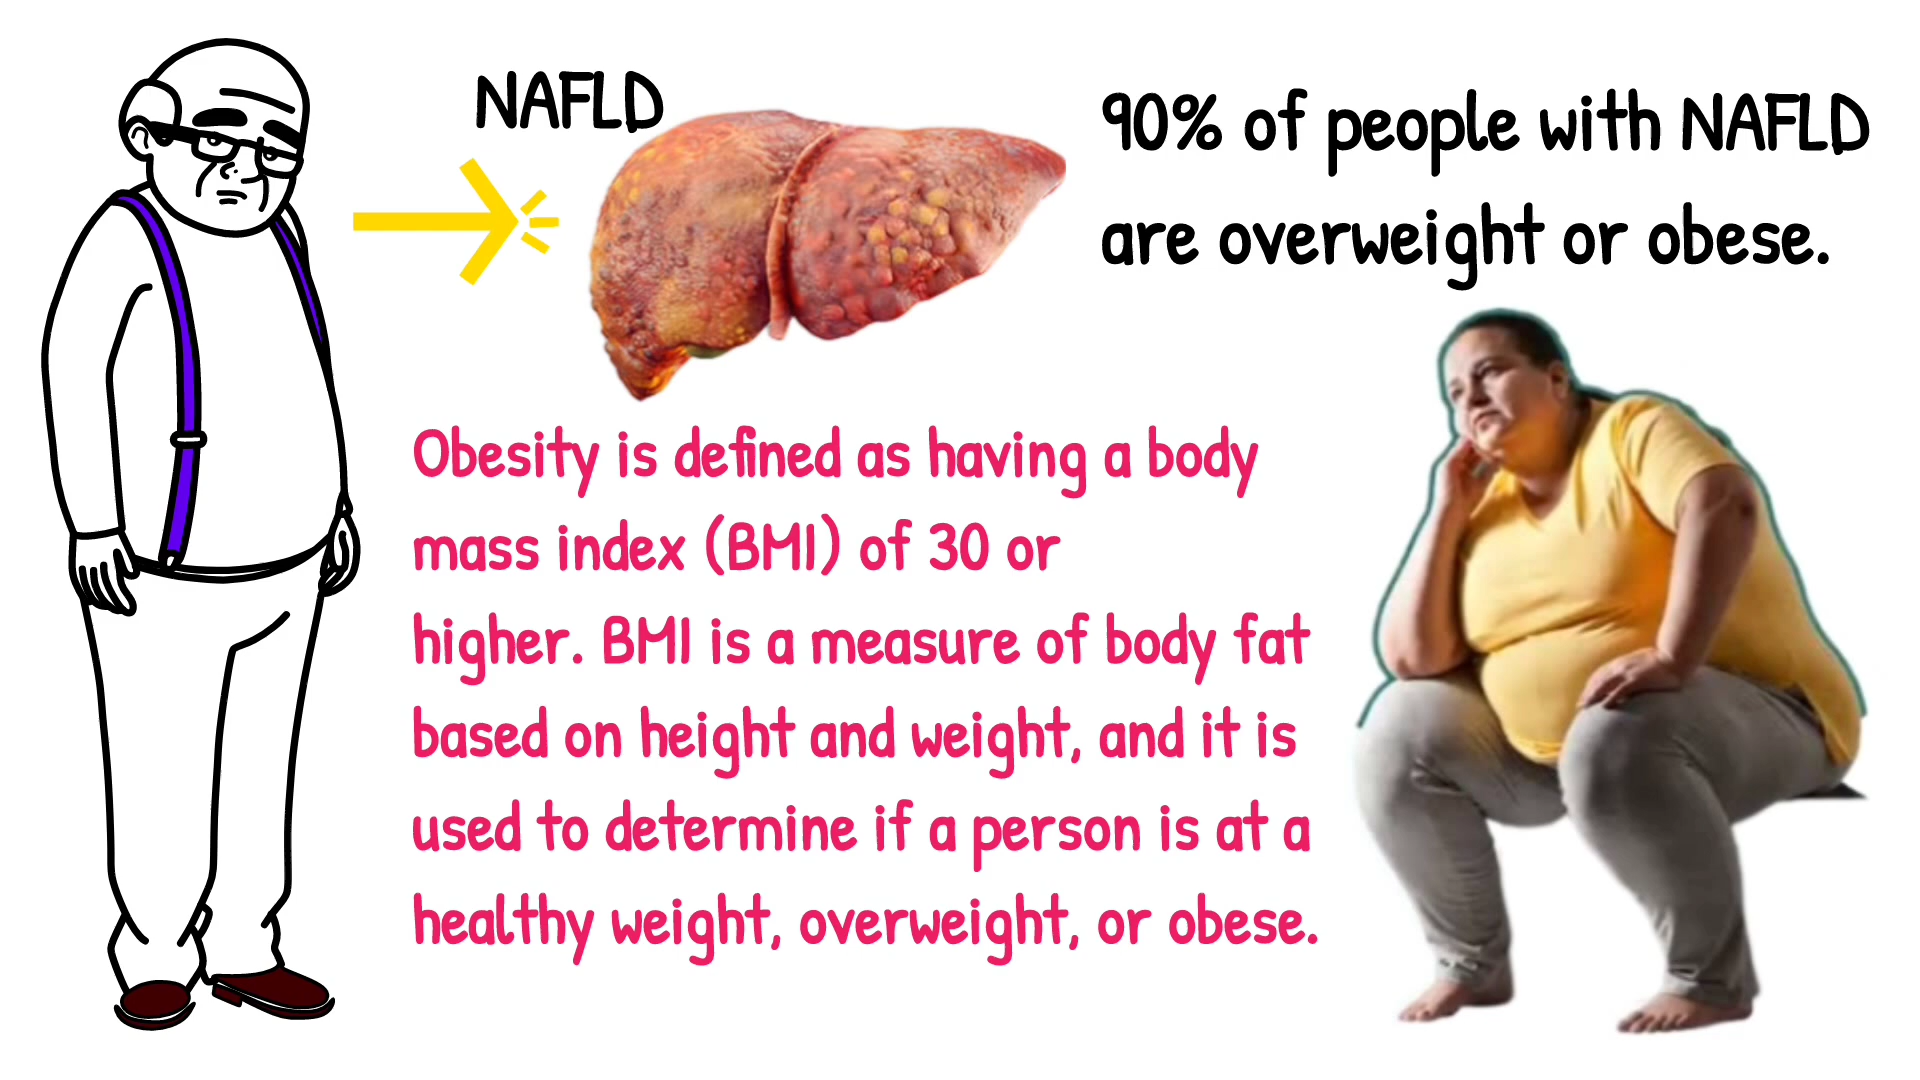 NAFLD
90% of people with NAFLD
are overweight or obese.
Obesity is defined as having a body
mass index (BMI) of 30 or
higher. BMI is a measure of body fat
based on height and weight, and it is
used to determine if a person is at a
healthy weight, overweight, or obese.